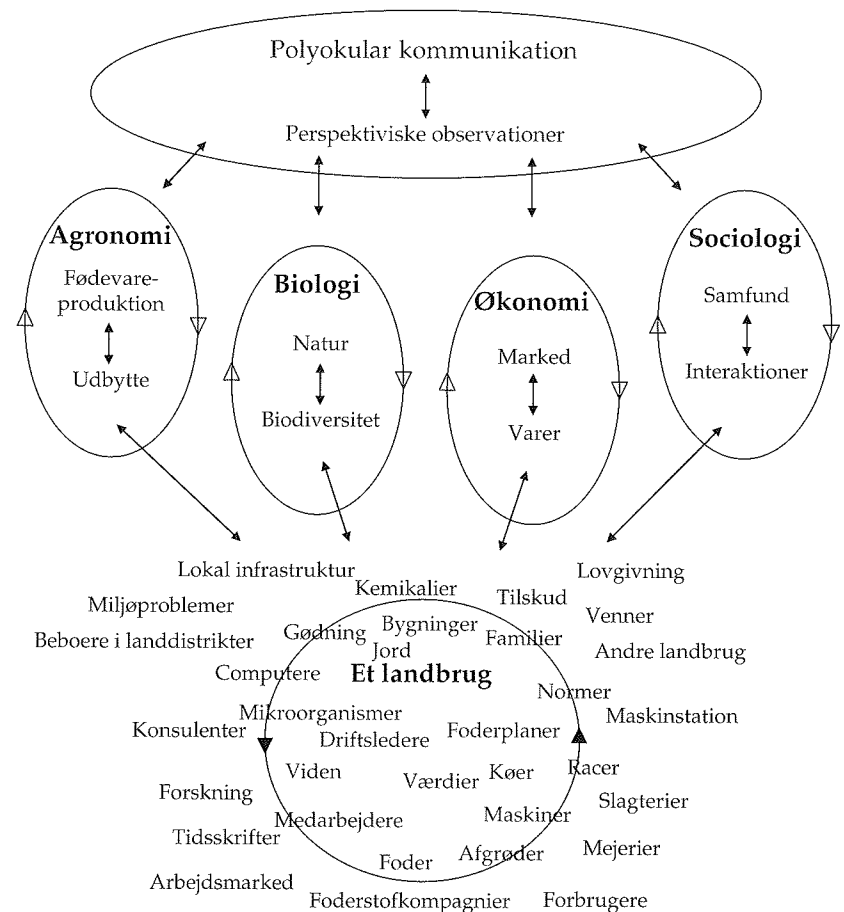 Polyokular kommunikation
Perspektiviske observationer
Agronomi
Fødevare-
produktion
Udbytte
Biologi
Natur
Biodiversitet
Økonomi
Marked
Varer
Sociologi
Samfund
Interaktioner
Lokal infrastruktur
Kemikalier
Tilskud
Lovgivning
Miljøproblemer
Gødning
Bygninger
Familier
Venner
Beboere i landdistrikter
Jord
Andre landbrug
Computere
Et landbrug
Normer
Mikroorganismer
Maskinstation
Konsulenter
Driftsledere
Foderplaner
Viden
Værdier
Køer
Racer
Forskning
Slagterier
Medarbejdere
Maskiner
Tidsskrifter
Foder
Afgrøder
Mejerier
Arbejdsmarked
Foderstofkompagnier
Forbrugere